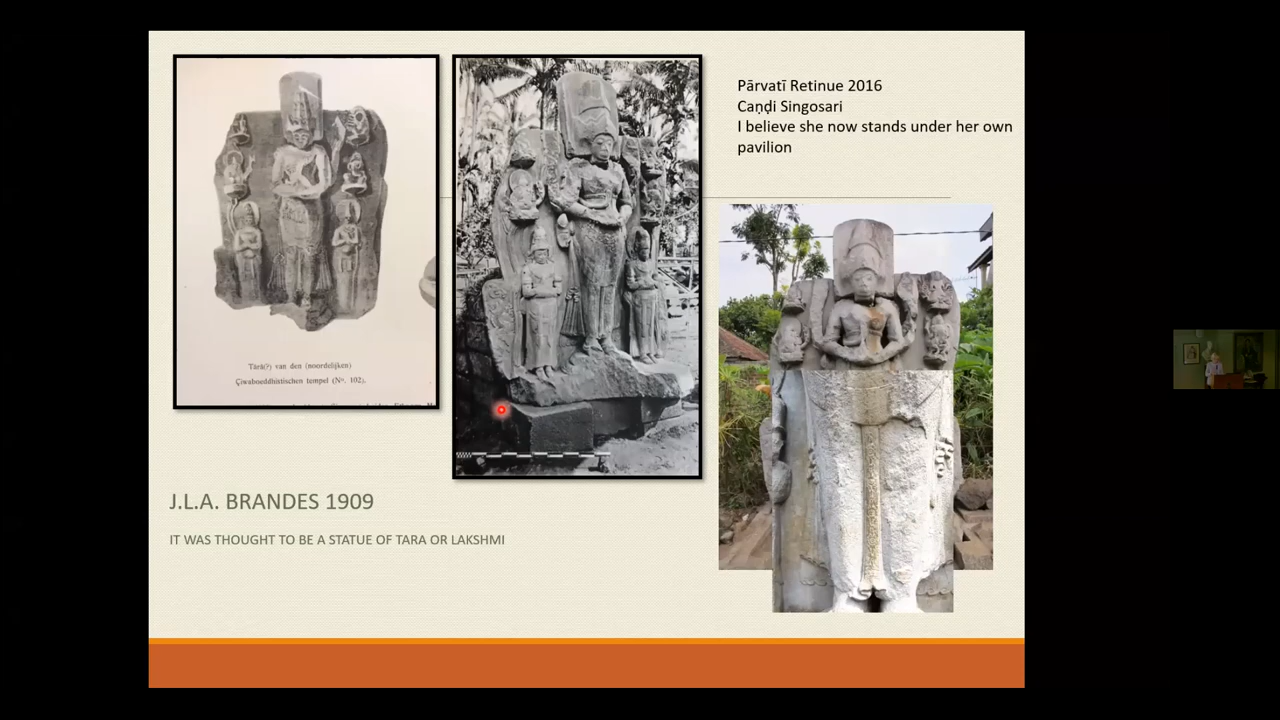 Pārvatī Retinue 2016
Caṇḍi Singosari
I believe she now stands under her own
pavilion
Tārā(?) van den (noordelijken)
Çiwaboeddhistischen tempel (No. 102).
J.L.A. BRANDES 1909
IT WAS THOUGHT TO BE A STATUE OF TARA OR LAKSHMI